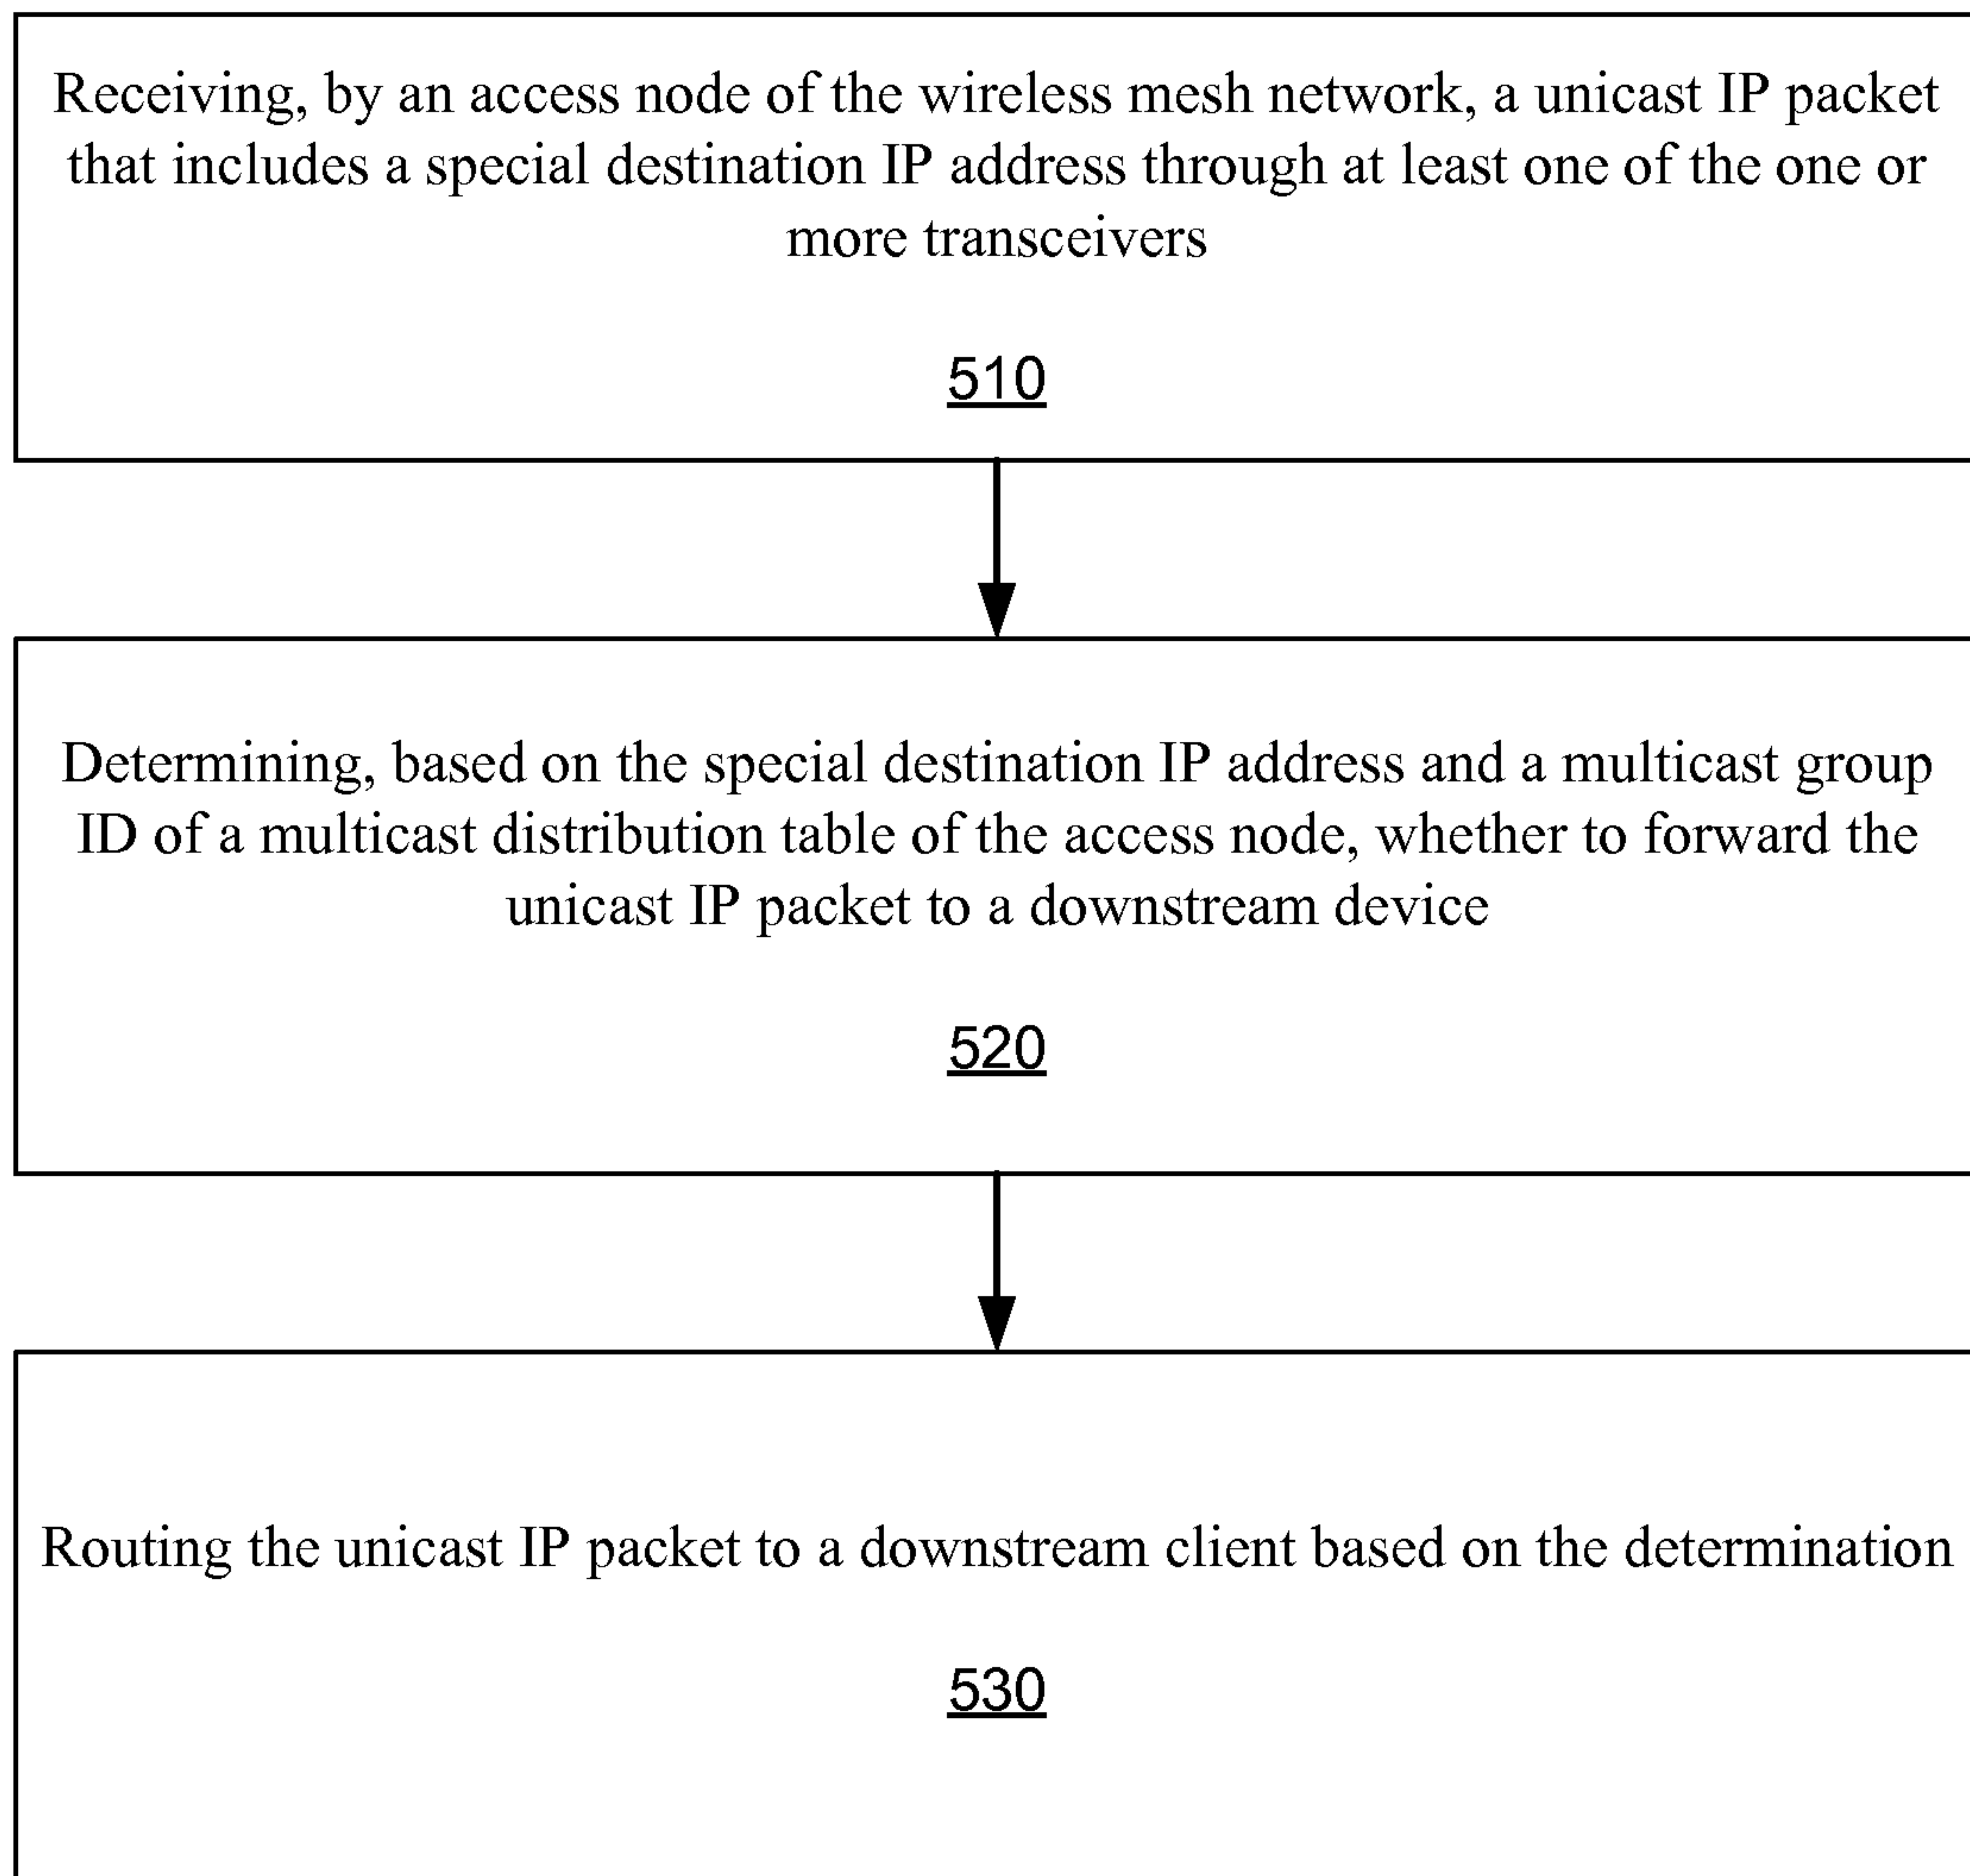 Receiving, by an access node of the wireless mesh network, a unicast IP packet
that includes a special destination IP address through at least one of the one or
more transceivers
510
Determining, based on the special destination IP address and a multicast group
ID of a multicast distribution table of the access node, whether to forward the
unicast IP packet to a downstream device
520
Routing the unicast IP packet to a downstream client based on the determination
530